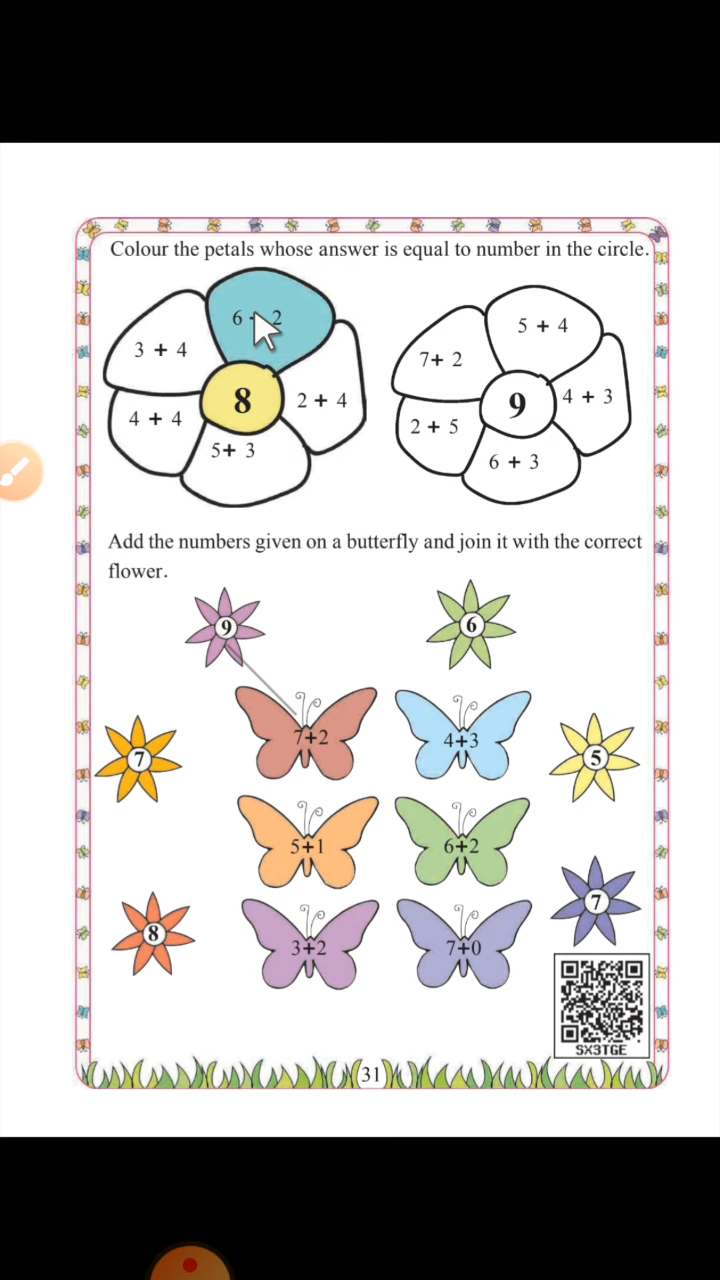 Colour the petals whose answer is equal to number in the circle.
6 + 2
3 + 4
8
2 + 4
4 + 4
5+ 3
5 + 4
7+ 2
9
4 + 3
2 + 5
6 + 3
Add the numbers given on a butterfly and join it with the correct
flower.
9
6
7+2
4+3
7
5
5+1
6+2
8
7
3+2
7+0
SX3TGE
31